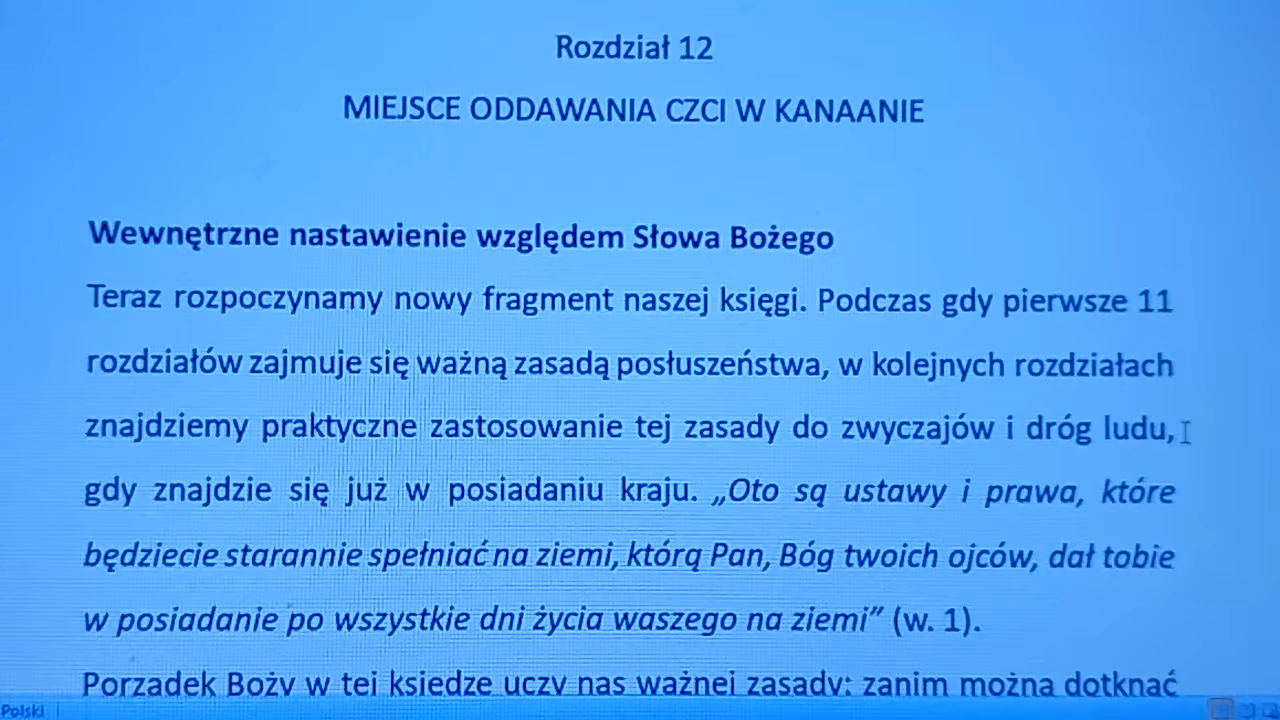 Rozdział 12
MIEJSCE ODDAWANIA CZCI W KANAANIE
Wewnętrzne nastawienie względem Słowa Bożego
Teraz rozpoczynamy nowy fragment naszej księgi. Podczas gdy pierwsze 11
rozdziałów zajmuje się ważną zasadą posłuszeństwa, w kolejnych rozdziałach
znajdziemy praktyczne zastosowanie tej zasady do zwyczajów i dróg ludu,
gdy znajdzie się już w posiadaniu kraju. „Oto są ustawy i prawa, które
będziecie starannie spełniać na ziemi, którą Pan, Bóg twoich ojców, dał tobie
w posiadanie po wszystkie dni życia waszego na ziemi” (w. 1).
Porządek Boży w tej księdze uczy nas ważnej zasady: zanim można dotknąć
Polski